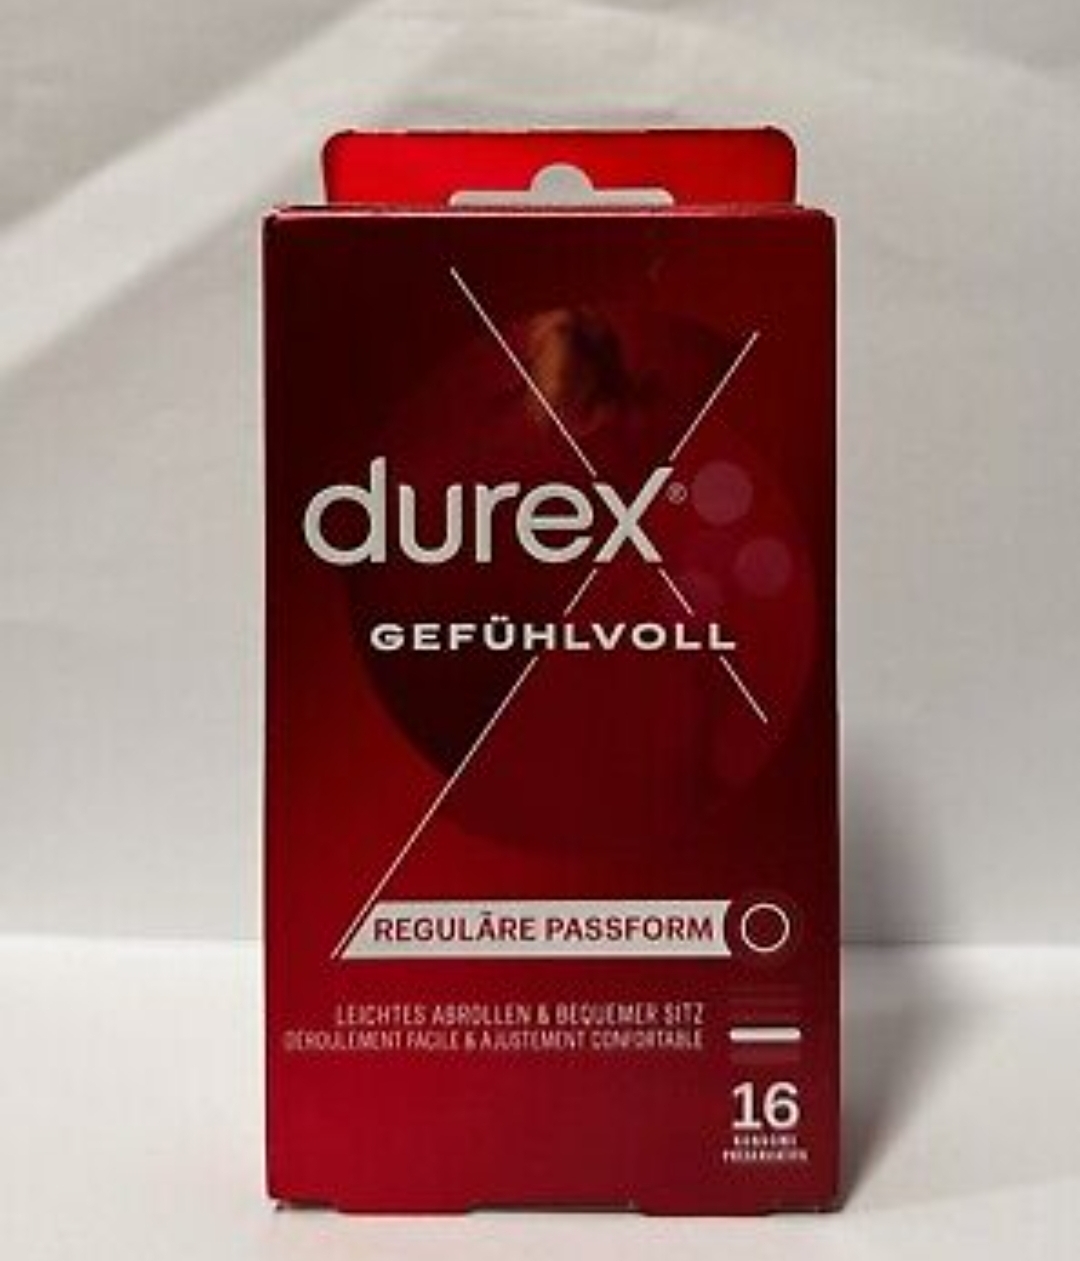 durex®
GEFÜHLVOLL
REGULÄRE PASSFORM
LEICHTES ABROLLEN & BEQUEMER SITZ
DÉROULEMENT FACILE & AJUSTEMENT CONFORTABLE
16